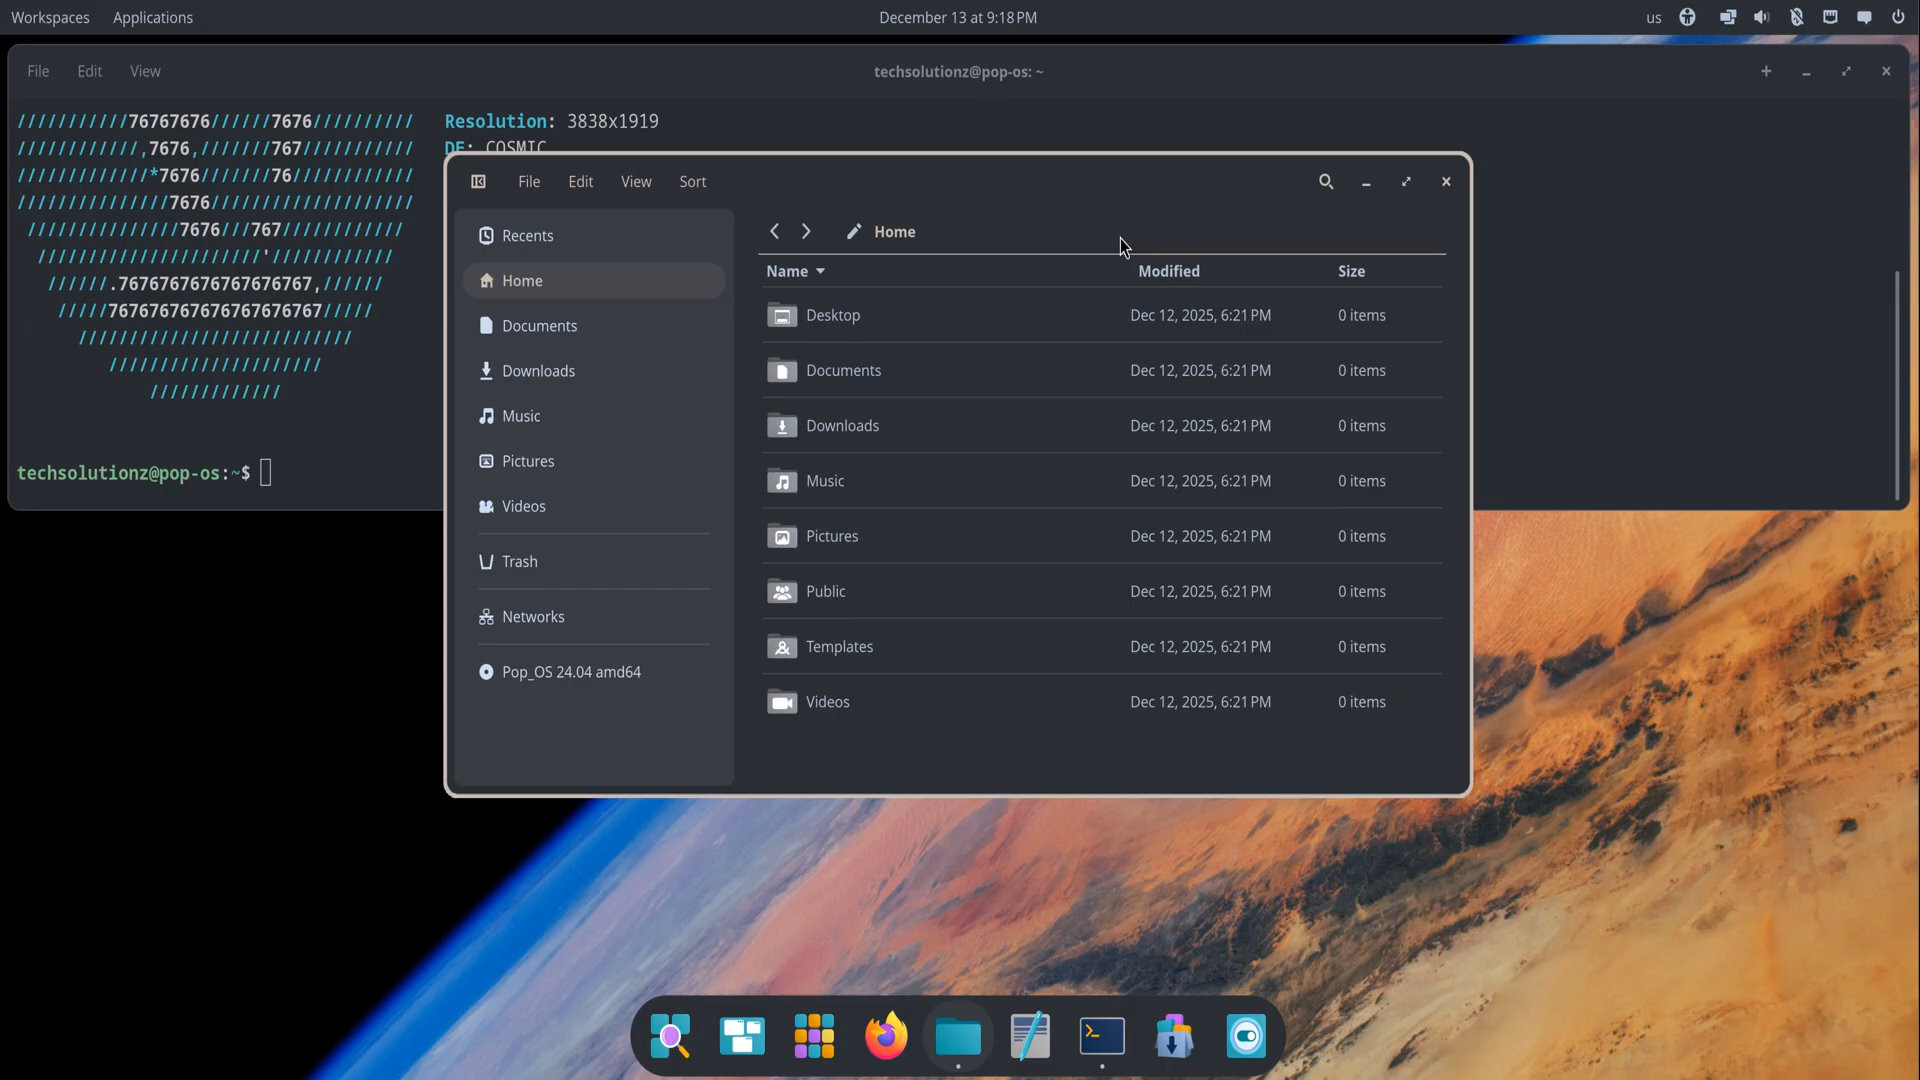 Workspaces Applications December 13 at 9:18 PM us
File Edit View techsolutionz@pop-os: ~
///////////76767676//////7676//////////
////////////,7676,///////767///////////
/////////////*7676///////76////////////
///////////////7676////////////////////
///////////////7676///767////////////
//////////////////////'////////////
//////.7676767676767676767,//////
/////767676767676767676767/////
///////////////////////////
/////////////////////
/////////////
Resolution: 3838x1919
DE: COSMIC
techsolutionz@pop-os:~$
File Edit View Sort
Recents
Home
Documents
Downloads
Music
Pictures
Videos
Trash
Networks
Pop_OS 24.04 amd64
Home
Name Modified Size
Desktop Dec 12, 2025, 6:21 PM 0 items
Documents Dec 12, 2025, 6:21 PM 0 items
Downloads Dec 12, 2025, 6:21 PM 0 items
Music Dec 12, 2025, 6:21 PM 0 items
Pictures Dec 12, 2025, 6:21 PM 0 items
Public Dec 12, 2025, 6:21 PM 0 items
Templates Dec 12, 2025, 6:21 PM 0 items
Videos Dec 12, 2025, 6:21 PM 0 items